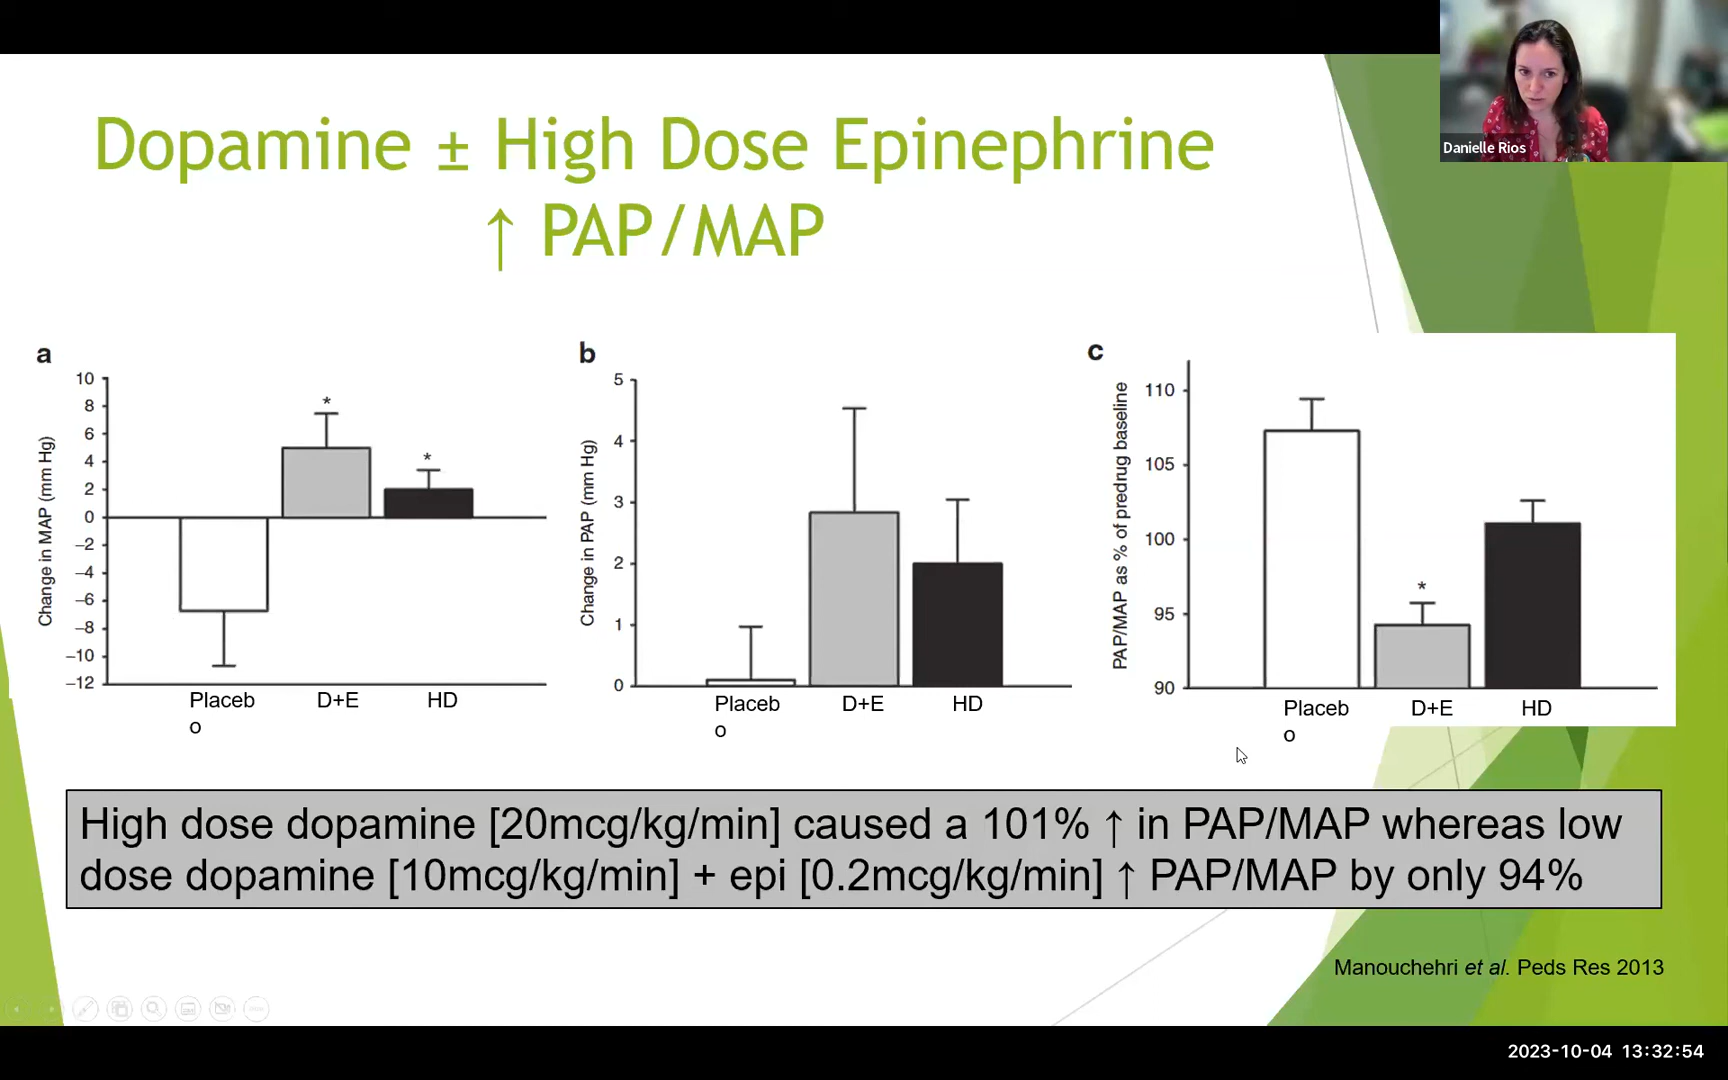 Danielle Rios
Dopamine ± High Dose Epinephrine
↑ PAP/MAP
a
Change in MAP (mm Hg)
10
8
6
4
2
0
–2
–4
–6
–8
–10
–12
*
*
Placeb
o
D+E
HD
b
Change in PAP (mm Hg)
5
4
3
2
1
0
Placeb
o
D+E
HD
c
PAP/MAP as % of predrug baseline
110
105
100
95
90
*
Placeb
o
D+E
HD
High dose dopamine [20mcg/kg/min] caused a 101% ↑ in PAP/MAP whereas low
dose dopamine [10mcg/kg/min] + epi [0.2mcg/kg/min] ↑ PAP/MAP by only 94%
Manouchehri et al. Peds Res 2013
2023-10-04 13:32:54